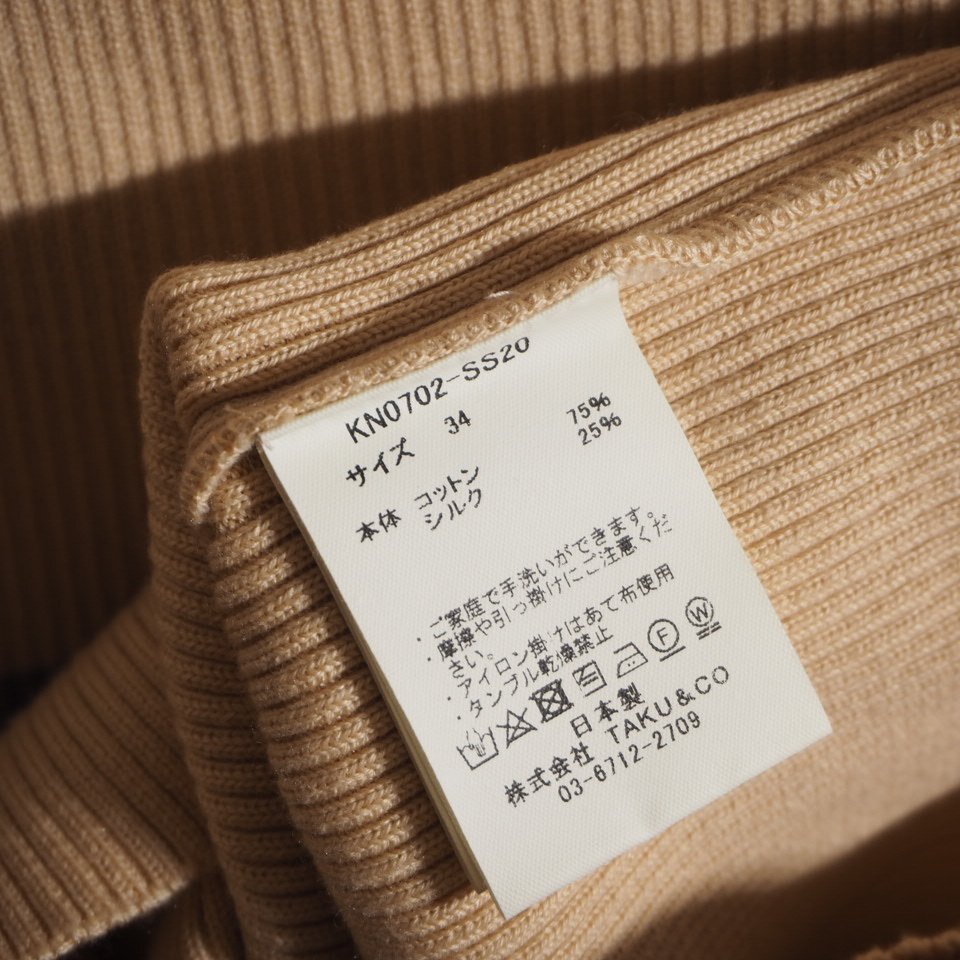 KN0702-SS20
サイズ 34
本体 コットン 75%
シルク 25%
・ご家庭で手洗いができます。
・摩擦や引っ掛けにご注意くだ
さい。
・アイロン掛けはあて布使用
・タンブル乾燥禁止
F W
日本製
株式会社 TAKU&CO
03-6712-2709